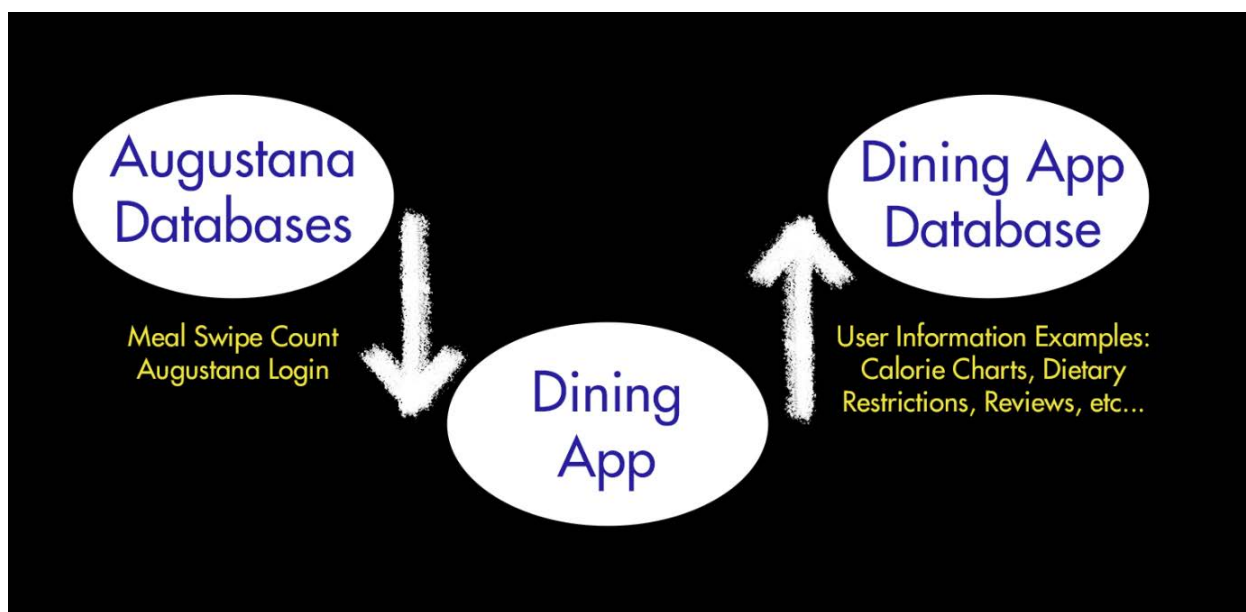 Augustana
Databases
Meal Swipe Count
Augustana Login
Dining
App
Dining App
Database
User Information Examples:
Calorie Charts, Dietary
Restrictions, Reviews, etc...